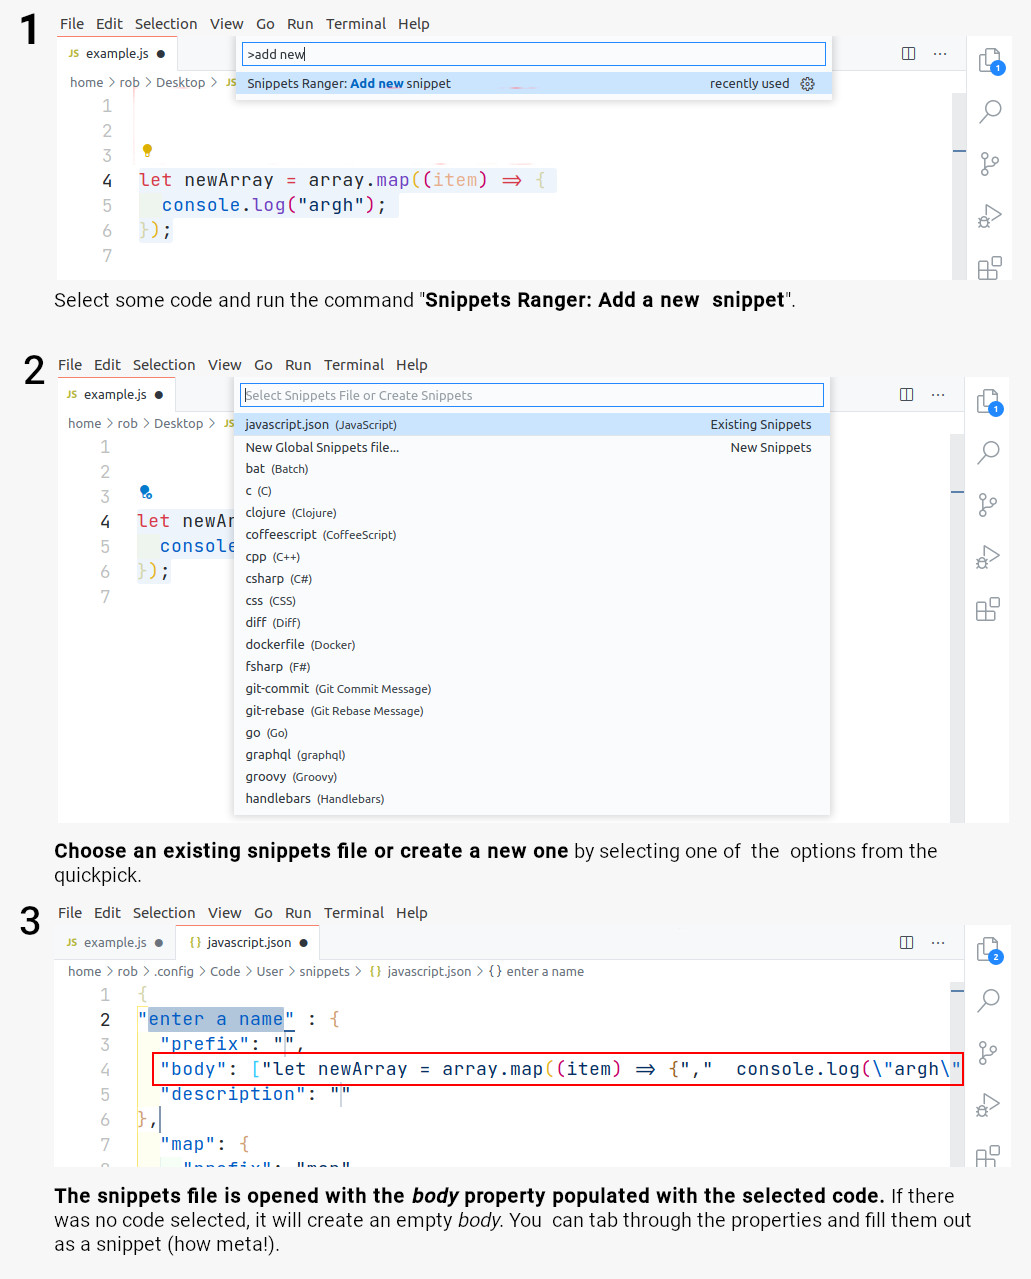 1
File Edit Selection View Go Run Terminal Help
JS example.js ●
>add new
home > rob > Desktop > JS
Snippets Ranger: Add new snippet recently used
1
1
2
3
4 let newArray = array.map((item) => {
5 console.log("argh");
6 });
7
Select some code and run the command "Snippets Ranger: Add a new snippet".
2
File Edit Selection View Go Run Terminal Help
JS example.js ●
Select Snippets File or Create Snippets
1
home > rob > Desktop > JS
javascript.json (JavaScript) Existing Snippets
New Global Snippets file... New Snippets
bat (Batch)
c (C)
clojure (Clojure)
coffeescript (CoffeeScript)
cpp (C++)
csharp (C#)
css (CSS)
diff (Diff)
dockerfile (Docker)
fsharp (F#)
git-commit (Git Commit Message)
git-rebase (Git Rebase Message)
go (Go)
graphql (graphql)
groovy (Groovy)
handlebars (Handlebars)
1
2
3
4 let newAr
5 console
6 });
7
Choose an existing snippets file or create a new one by selecting one of the options from the
quickpick.
3
File Edit Selection View Go Run Terminal Help
JS example.js ● {} javascript.json ●
2
home > rob > .config > Code > User > snippets > {} javascript.json > {} enter a name
1 {
2 "enter a name" : {
3 "prefix": "",
4 "body": ["let newArray = array.map((item) => {"," console.log(\"argh\"
5 "description": ""
6 },
7 "map": {
8 "prefix": "map"
The snippets file is opened with the body property populated with the selected code. If there
was no code selected, it will create an empty body. You can tab through the properties and fill them out
as a snippet (how meta!).